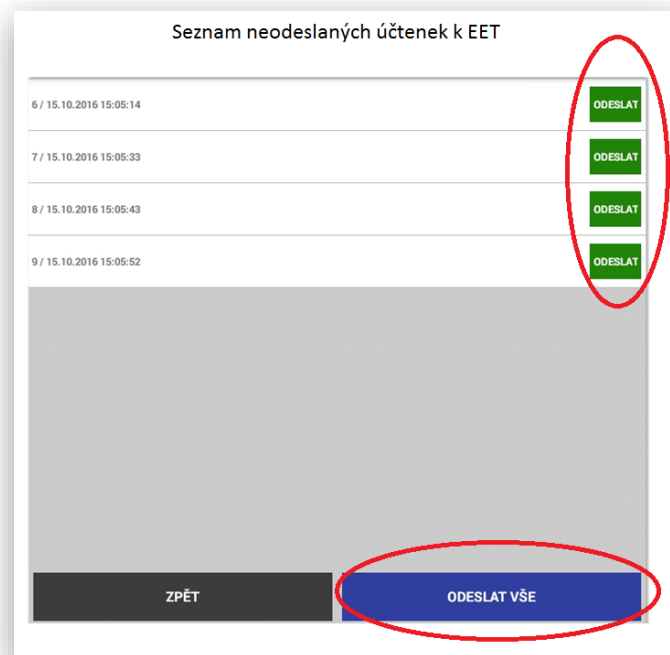 Seznam neodeslaných účtenek k EET
6 / 15.10.2016 15:05:14 ODESLAT
7 / 15.10.2016 15:05:33 ODESLAT
8 / 15.10.2016 15:05:43 ODESLAT
9 / 15.10.2016 15:05:52 ODESLAT
ZPĚT ODESLAT VŠE